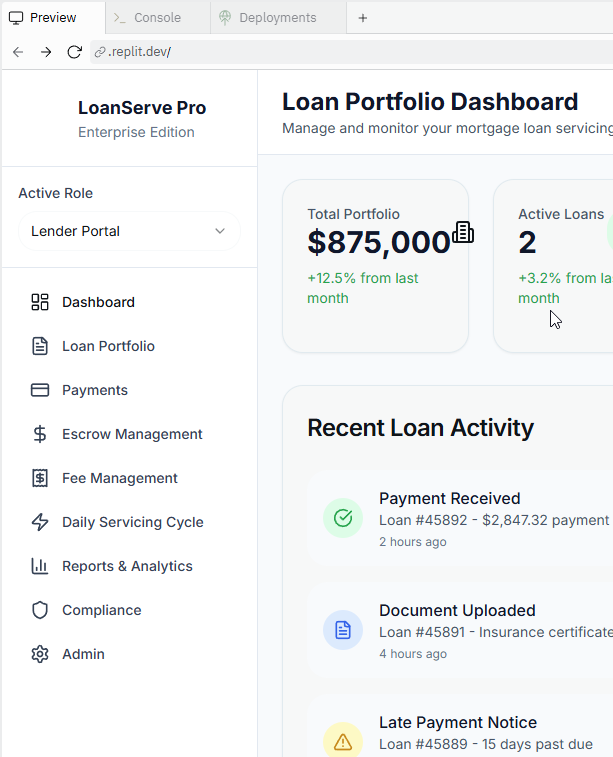 Preview
Console
Deployments
.replit.dev/
LoanServe Pro
Enterprise Edition
Active Role
Lender Portal
Dashboard
Loan Portfolio
Payments
Escrow Management
Fee Management
Daily Servicing Cycle
Reports & Analytics
Compliance
Admin
Loan Portfolio Dashboard
Manage and monitor your mortgage loan servicing
Total Portfolio
$875,000
+12.5% from last
month
Active Loans
2
+3.2% from la
month
Recent Loan Activity
Payment Received
Loan #45892 - $2,847.32 payment
2 hours ago
Document Uploaded
Loan #45891 - Insurance certificate
4 hours ago
Late Payment Notice
Loan #45889 - 15 days past due